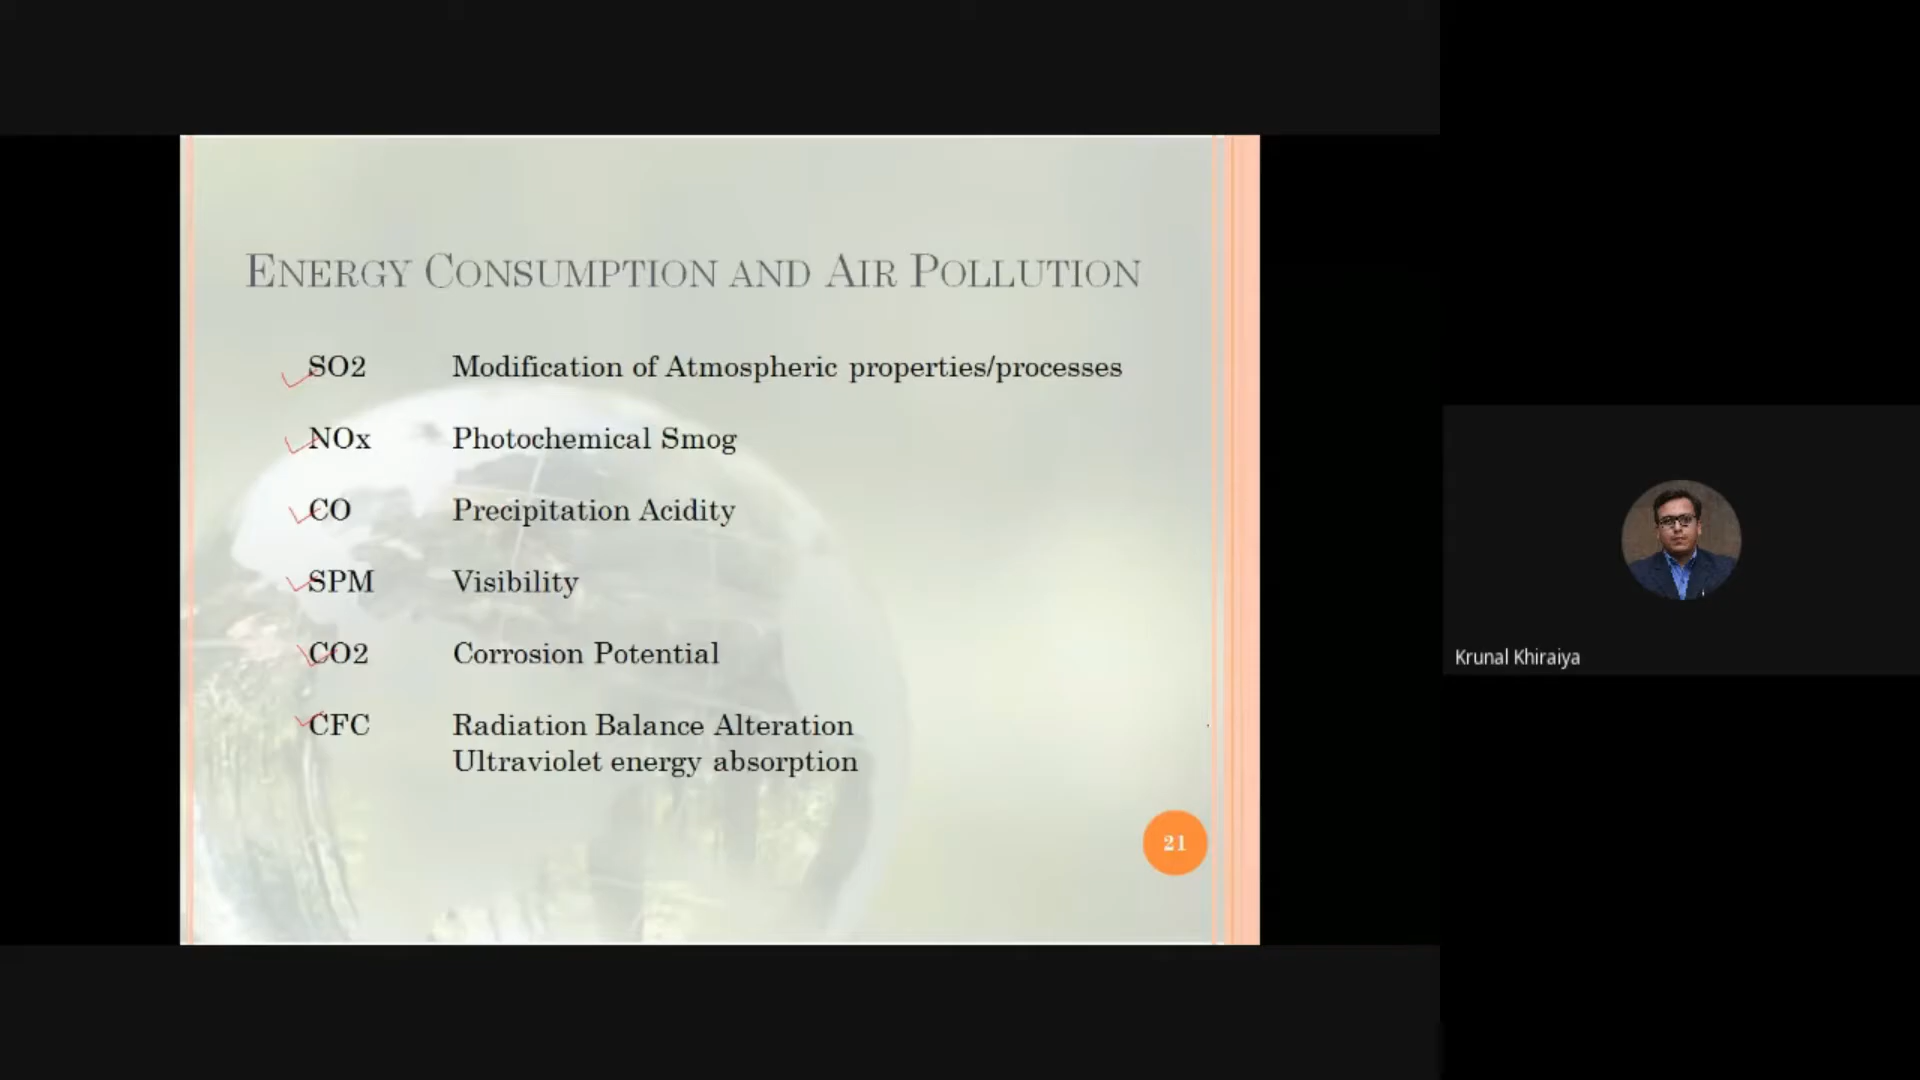 ENERGY CONSUMPTION AND AIR POLLUTION
SO2 Modification of Atmospheric properties/processes
NOx Photochemical Smog
CO Precipitation Acidity
SPM Visibility
CO2 Corrosion Potential
CFC Radiation Balance Alteration
Ultraviolet energy absorption
21
Krunal Khiraiya